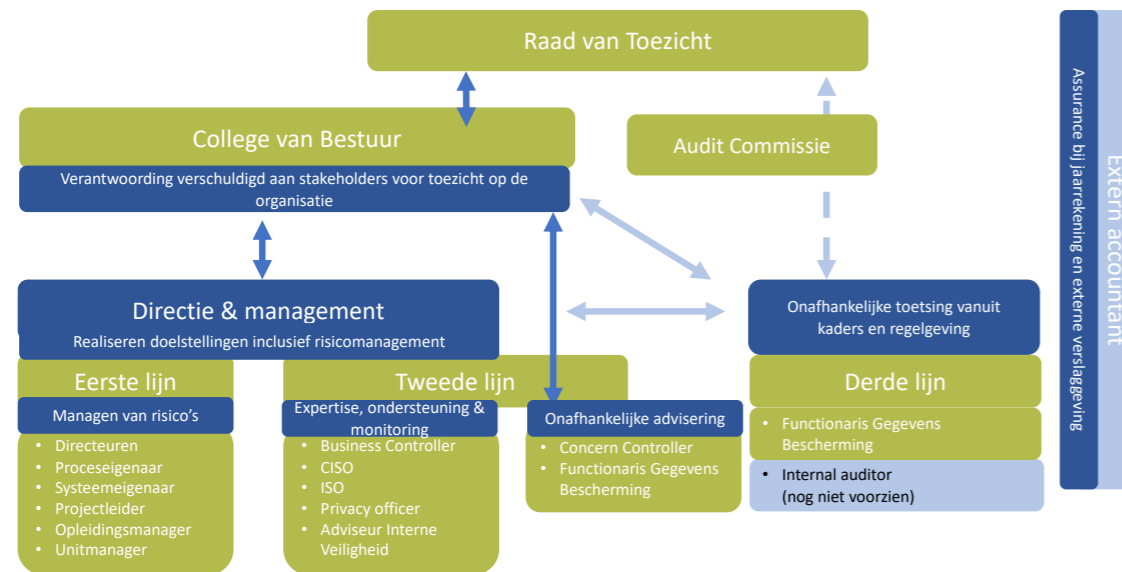 Raad van Toezicht
College van Bestuur
Verantwoording verschuldigd aan stakeholders voor toezicht op de
organisatie
Audit Commissie
Directie & management
Realiseren doelstellingen inclusief risicomanagement
Onafhankelijke toetsing vanuit
kaders en regelgeving
Eerste lijn
Managen van risico's
• Directeuren
• Proceseigenaar
• Systeemeigenaar
• Projectleider
• Opleidingsmanager
• Unitmanager
Tweede lijn
Expertise, ondersteuning &
monitoring
• Business Controller
• CISO
• ISO
• Privacy officer
• Adviseur Interne
Veiligheid
Onafhankelijke advisering
• Concern Controller
• Functionaris Gegevens
Bescherming
Derde lijn
• Functionaris Gegevens
Bescherming
• Internal auditor
(nog niet voorzien)
Extern accountant
Assurance bij jaarrekening en externe verslaggeving